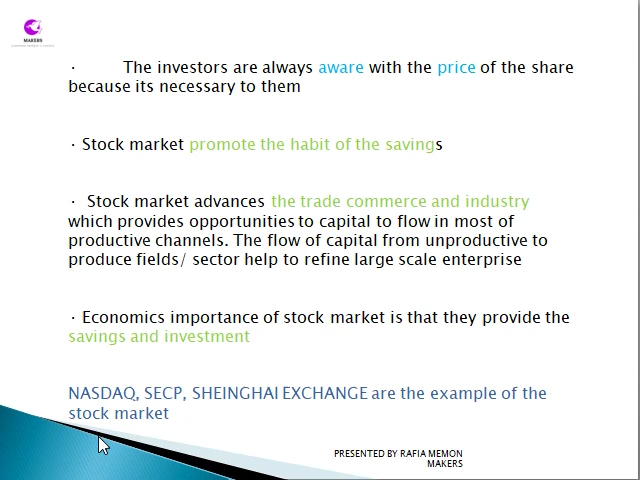 MAKERS
· The investors are always aware with the price of the share
because its necessary to them
· Stock market promote the habit of the savings
· Stock market advances the trade commerce and industry
which provides opportunities to capital to flow in most of
productive channels. The flow of capital from unproductive to
produce fields/ sector help to refine large scale enterprise
· Economics importance of stock market is that they provide the
savings and investment
NASDAQ, SECP, SHEINGHAI EXCHANGE are the example of the
stock market
PRESENTED BY RAFIA MEMON
MAKERS